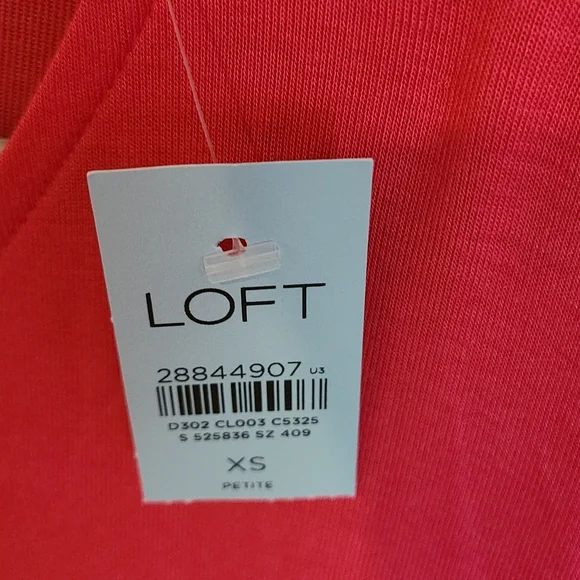 LOFT
28844907 U3
D302 CL003 C5325
S 525836 SZ 409
XS
PETITE